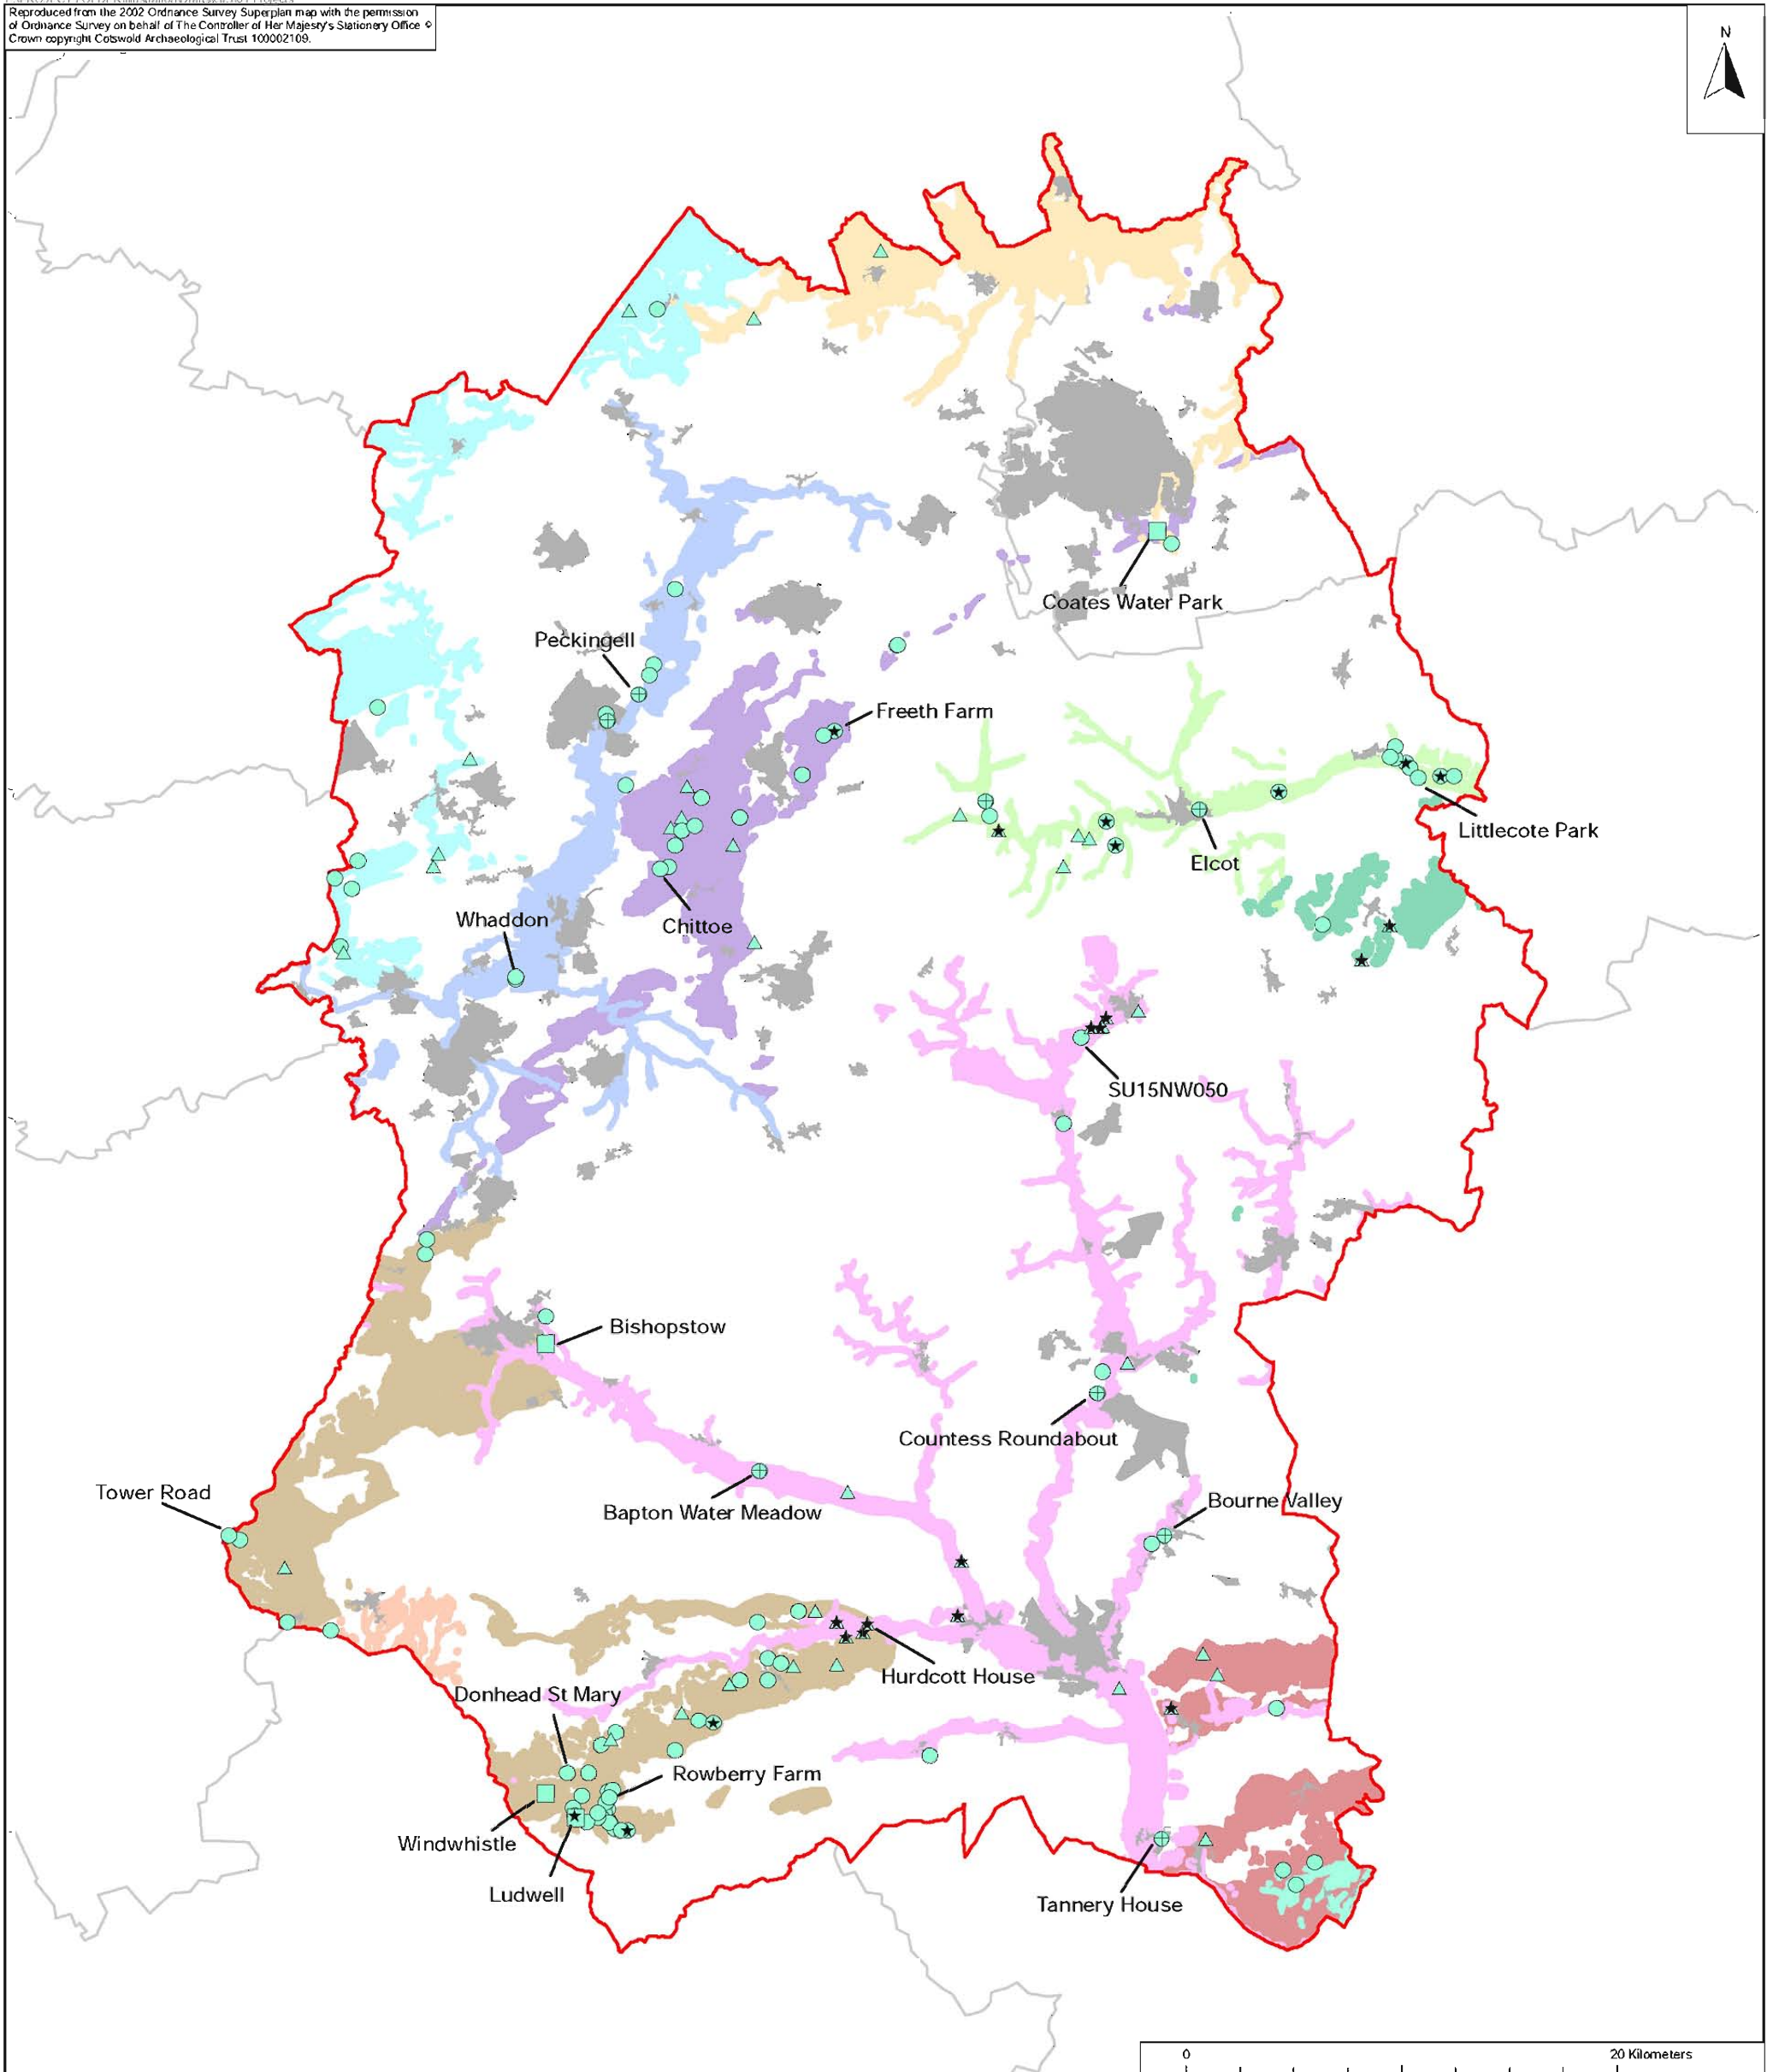 Reproduced from the 2002 Ordnance Survey Superplan map with the permission
of Ordnance Survey on behalf of The Controller of Her Majesty's Stationery Office ©
Crown copyright Cotswold Archaeological Trust 100002109.
N
Coates Water Park
Peckingell
Freeth Farm
Littlecote Park
Elcot
Whaddon
Chittoe
SU15NW050
Bishopstow
Countess Roundabout
Tower Road
Bapton Water Meadow
Bourne Valley
Hurdcott House
Donhead St Mary
Rowberry Farm
Windwhistle
Ludwell
Tannery House
0
20 Kilometers